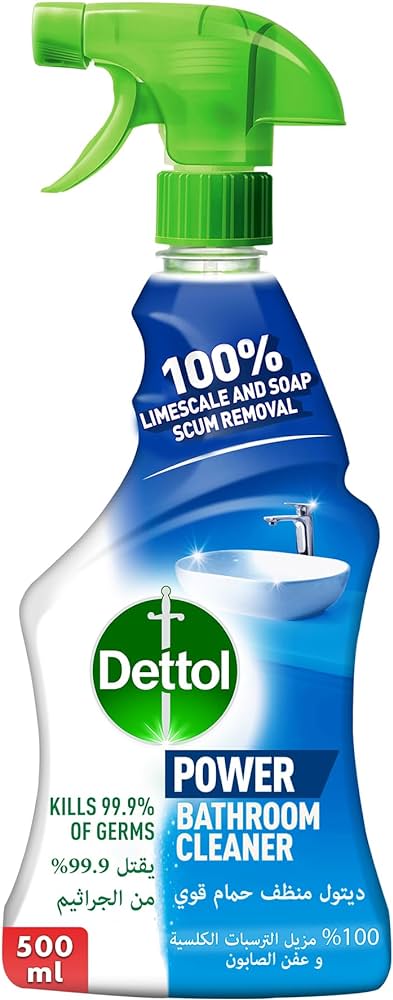 100%
LIMESCALE AND SOAP
SCUM REMOVAL
Dettol
POWER
BATHROOM
CLEANER
KILLS 99.9%
OF GERMS
يقتل 99.9%
من الجراثيم
ديتول منظف حمام قوي
100% مزيل الترسبات الكلسية
و عفن الصابون
500
ml